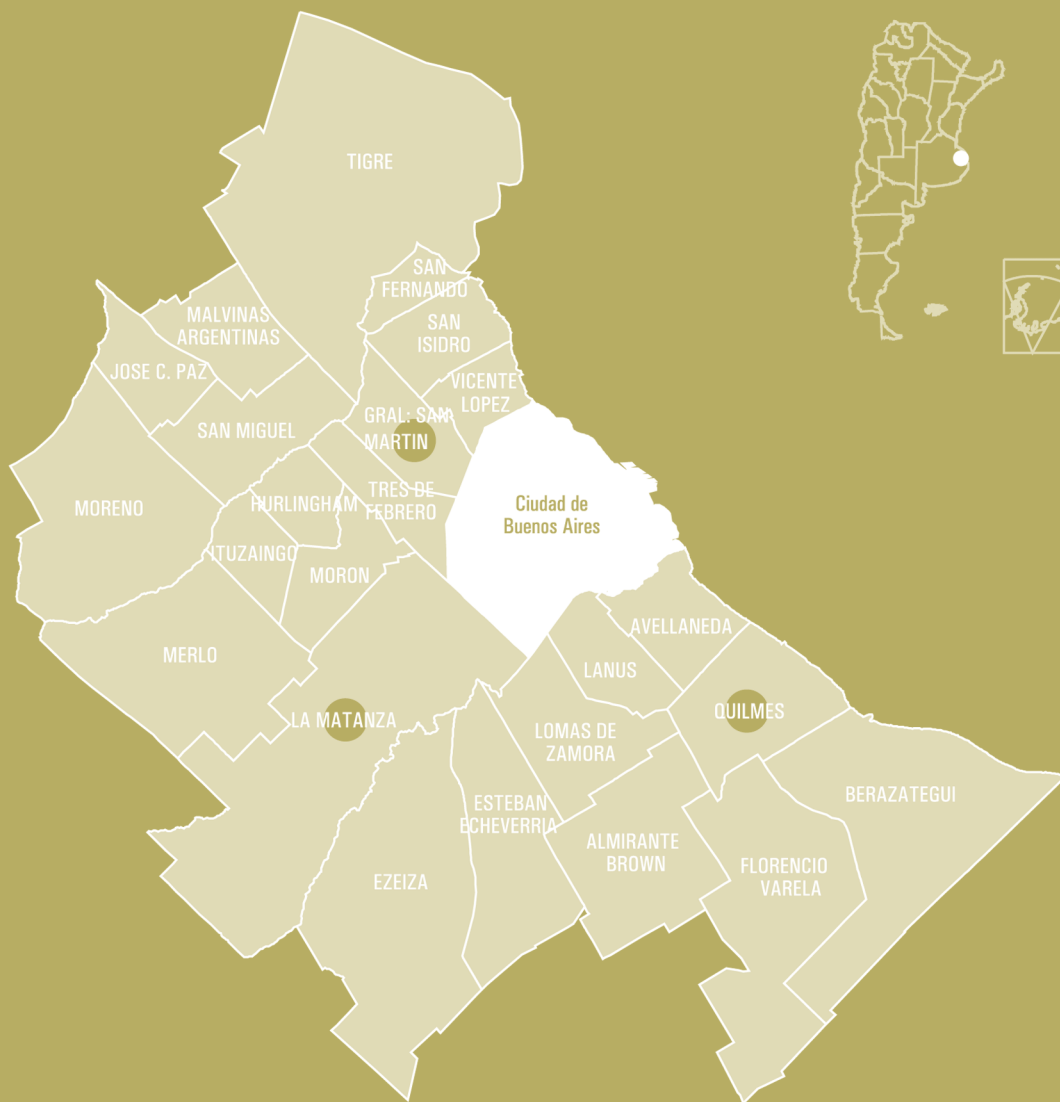 TIGRE
SAN
FERNANDO
MALVINAS
ARGENTINAS
SAN
ISIDRO
JOSE C. PAZ
VICENTE
LOPEZ
GRAL: SAN
MARTIN
SAN MIGUEL
TRES DE
FEBRERO
HURLINGHAM
MORENO
Ciudad de
Buenos Aires
ITUZAINGO
MORON
AVELLANEDA
MERLO
LANUS
LA MATANZA
QUILMES
LOMAS DE
ZAMORA
BERAZATEGUI
ESTEBAN
ECHEVERRIA
ALMIRANTE
BROWN
FLORENCIO
VARELA
EZEIZA